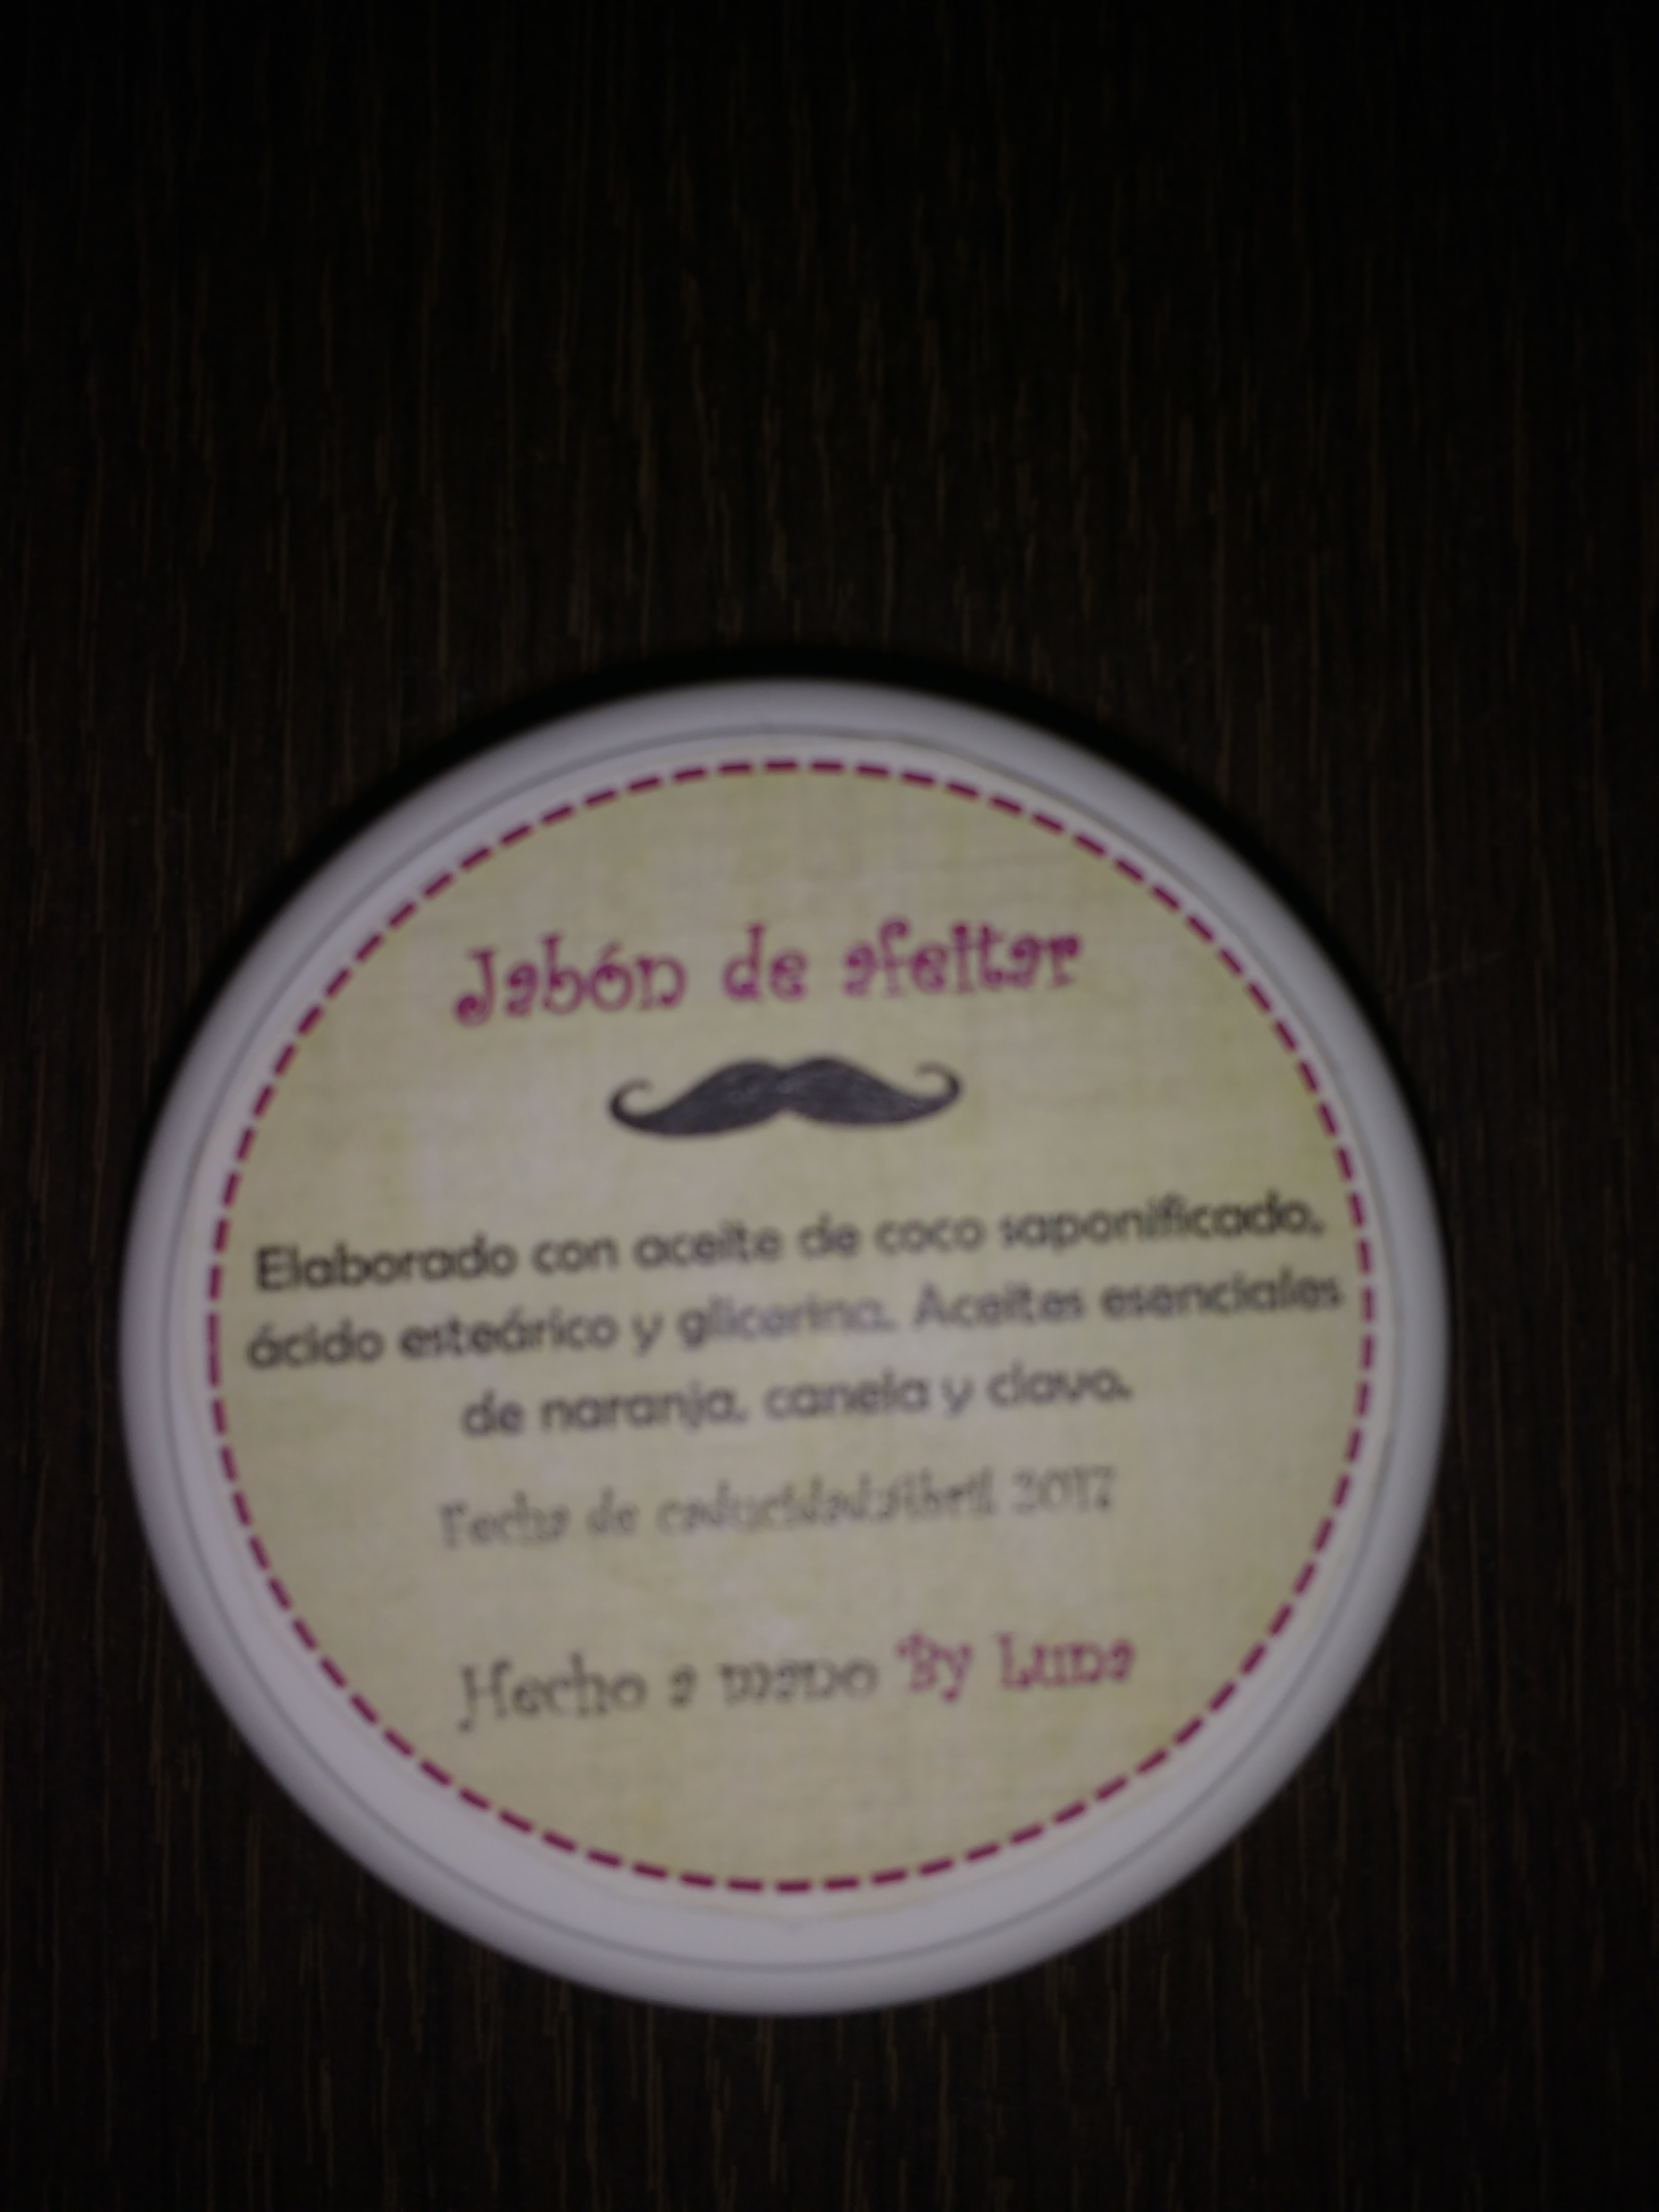 Jabón de afeitar
Elaborado con aceite de coco saponificado,
ácido esteárico y glicerina. Aceites esenciales
de naranja, canela y clavo.
Fecha de caducidad:Abril 2017
Hecho a mano By Luna